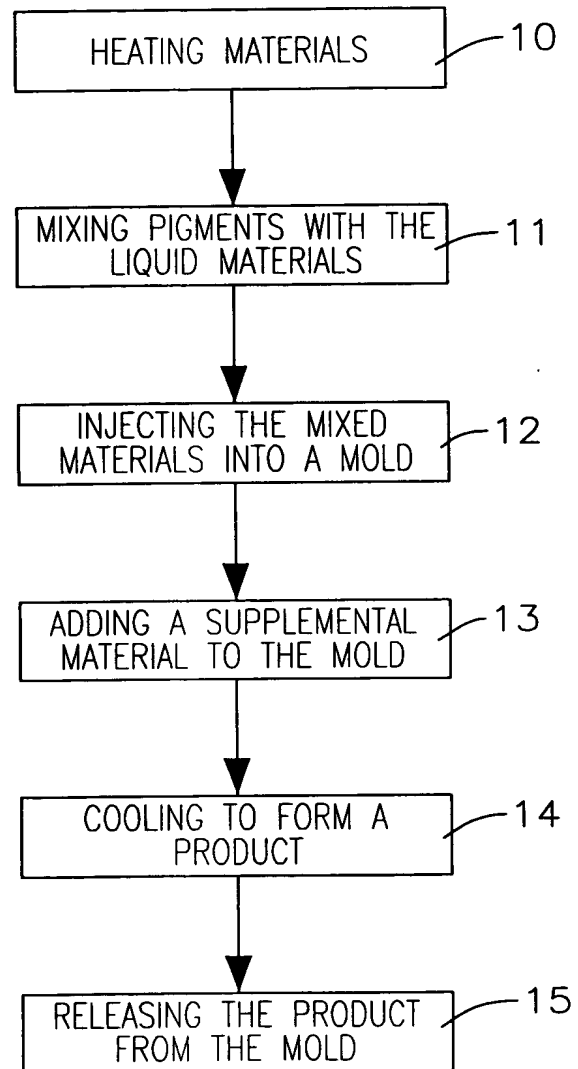 HEATING MATERIALS
10
MIXING PIGMENTS WITH THE
LIQUID MATERIALS
11
INJECTING THE MIXED
MATERIALS INTO A MOLD
12
ADDING A SUPPLEMENTAL
MATERIAL TO THE MOLD
13
COOLING TO FORM A
PRODUCT
14
RELEASING THE PRODUCT
FROM THE MOLD
15